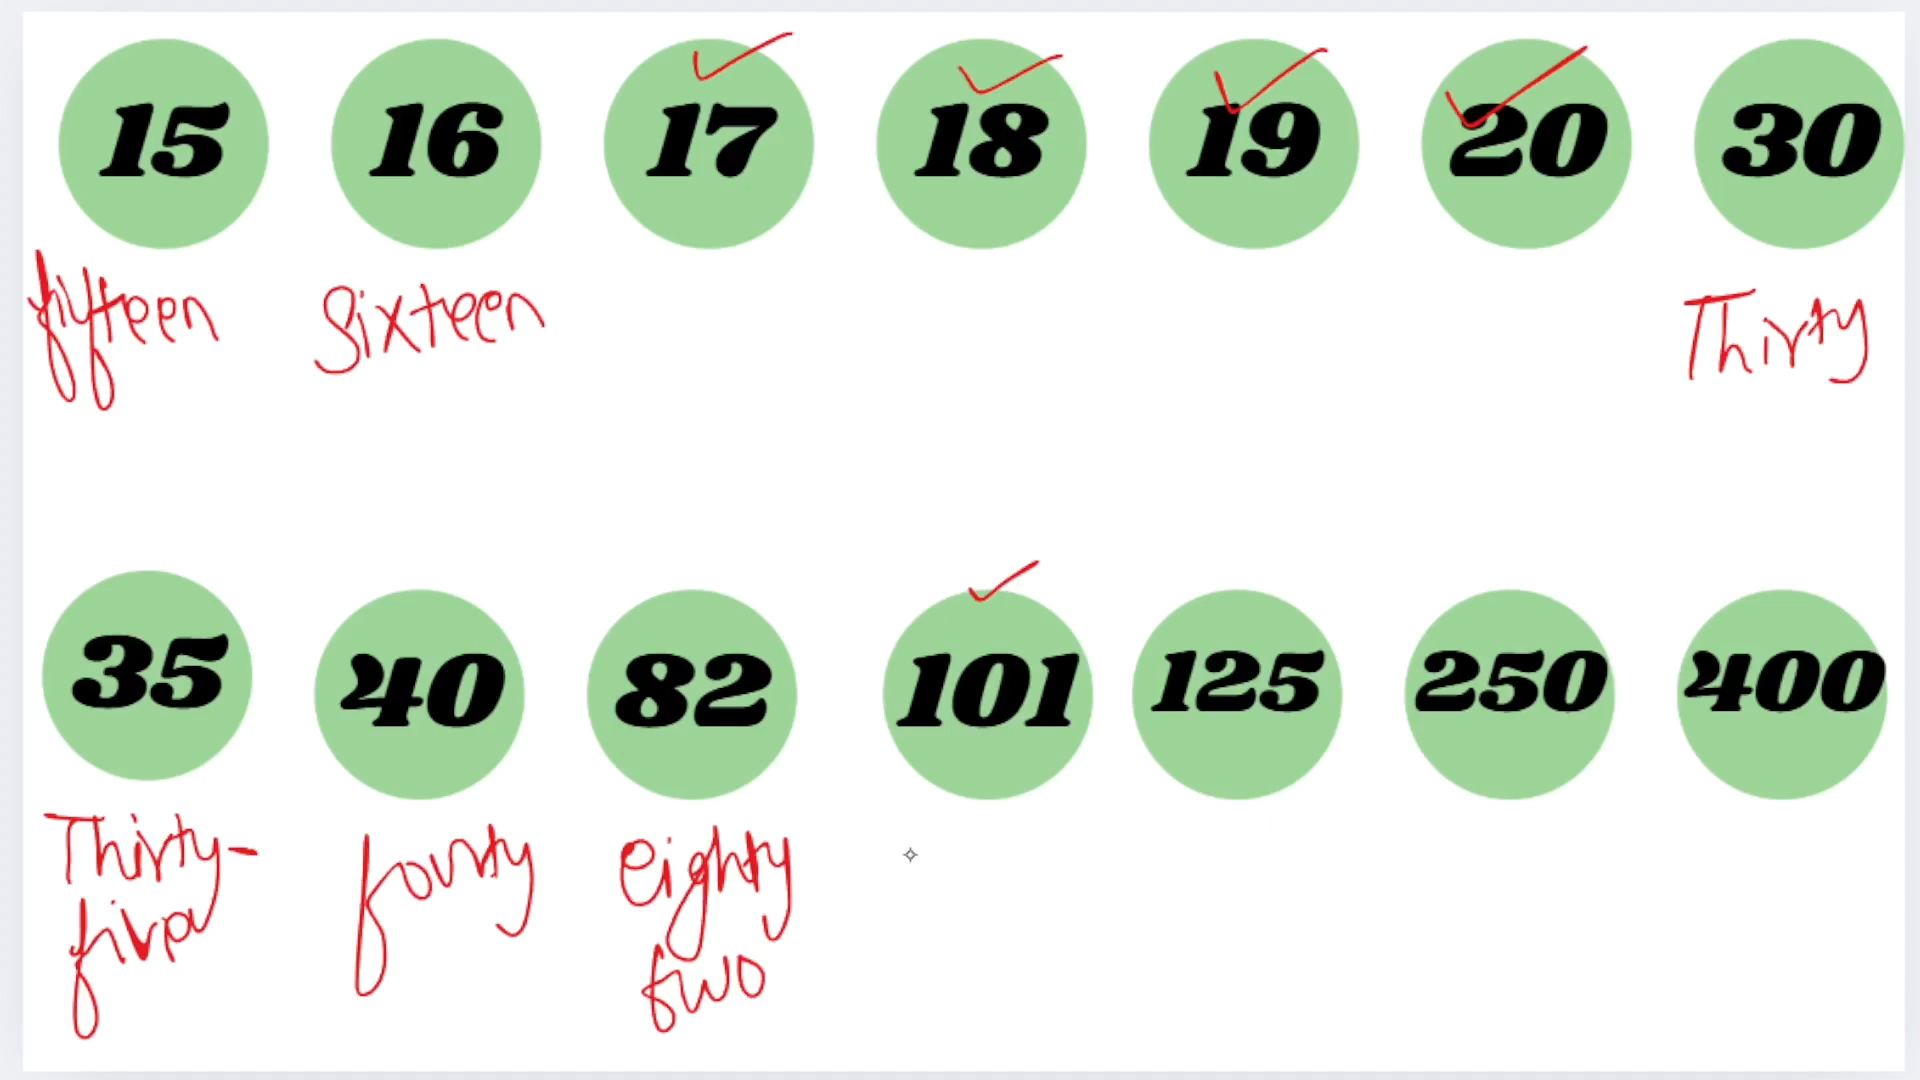 15 16 17 18 19 20 30
fifteen Sixteen Thirty
35 40 82 101 125 250 400
Thirty- fourty eighty
five two